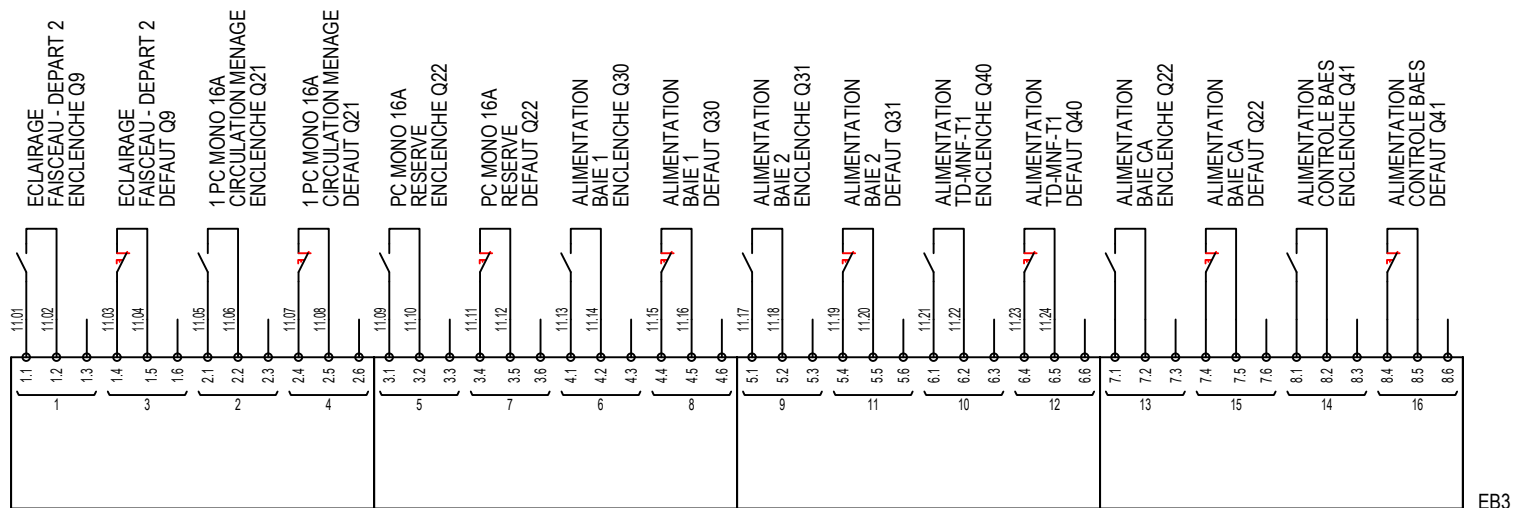 ECLAIRAGE
FAISCEAU - DEPART 2
ENCLENCHE Q9
ECLAIRAGE
FAISCEAU - DEPART 2
DEFAUT Q9
1 PC MONO 16A
CIRCULATION MENAGE
ENCLENCHE Q21
1 PC MONO 16A
CIRCULATION MENAGE
DEFAUT Q21
PC MONO 16A
RESERVE
ENCLENCHE Q22
PC MONO 16A
RESERVE
DEFAUT Q22
ALIMENTATION
BAIE 1
ENCLENCHE Q30
ALIMENTATION
BAIE 1
DEFAUT Q30
ALIMENTATION
BAIE 2
ENCLENCHE Q31
ALIMENTATION
BAIE 2
DEFAUT Q31
ALIMENTATION
TD-MNF-T1
ENCLENCHE Q40
ALIMENTATION
TD-MNF-T1
DEFAUT Q40
ALIMENTATION
BAIE CA
ENCLENCHE Q22
ALIMENTATION
BAIE CA
DEFAUT Q22
ALIMENTATION
CONTROLE BAES
ENCLENCHE Q41
ALIMENTATION
CONTROLE BAES
DEFAUT Q41
11.01
11.02
11.03
11.04
11.05
11.06
11.07
11.08
11.09
11.10
11.11
11.12
11.13
11.14
11.15
11.16
11.17
11.18
11.19
11.20
11.21
11.22
11.23
11.24
1.1
1.2
1.3
1.4
1.5
1.6
2.1
2.2
2.3
2.4
2.5
2.6
3.1
3.2
3.3
3.4
3.5
3.6
4.1
4.2
4.3
4.4
4.5
4.6
5.1
5.2
5.3
5.4
5.5
5.6
6.1
6.2
6.3
6.4
6.5
6.6
7.1
7.2
7.3
7.4
7.5
7.6
8.1
8.2
8.3
8.4
8.5
8.6
1
3
2
4
5
7
6
8
9
11
10
12
13
15
14
16
EB3